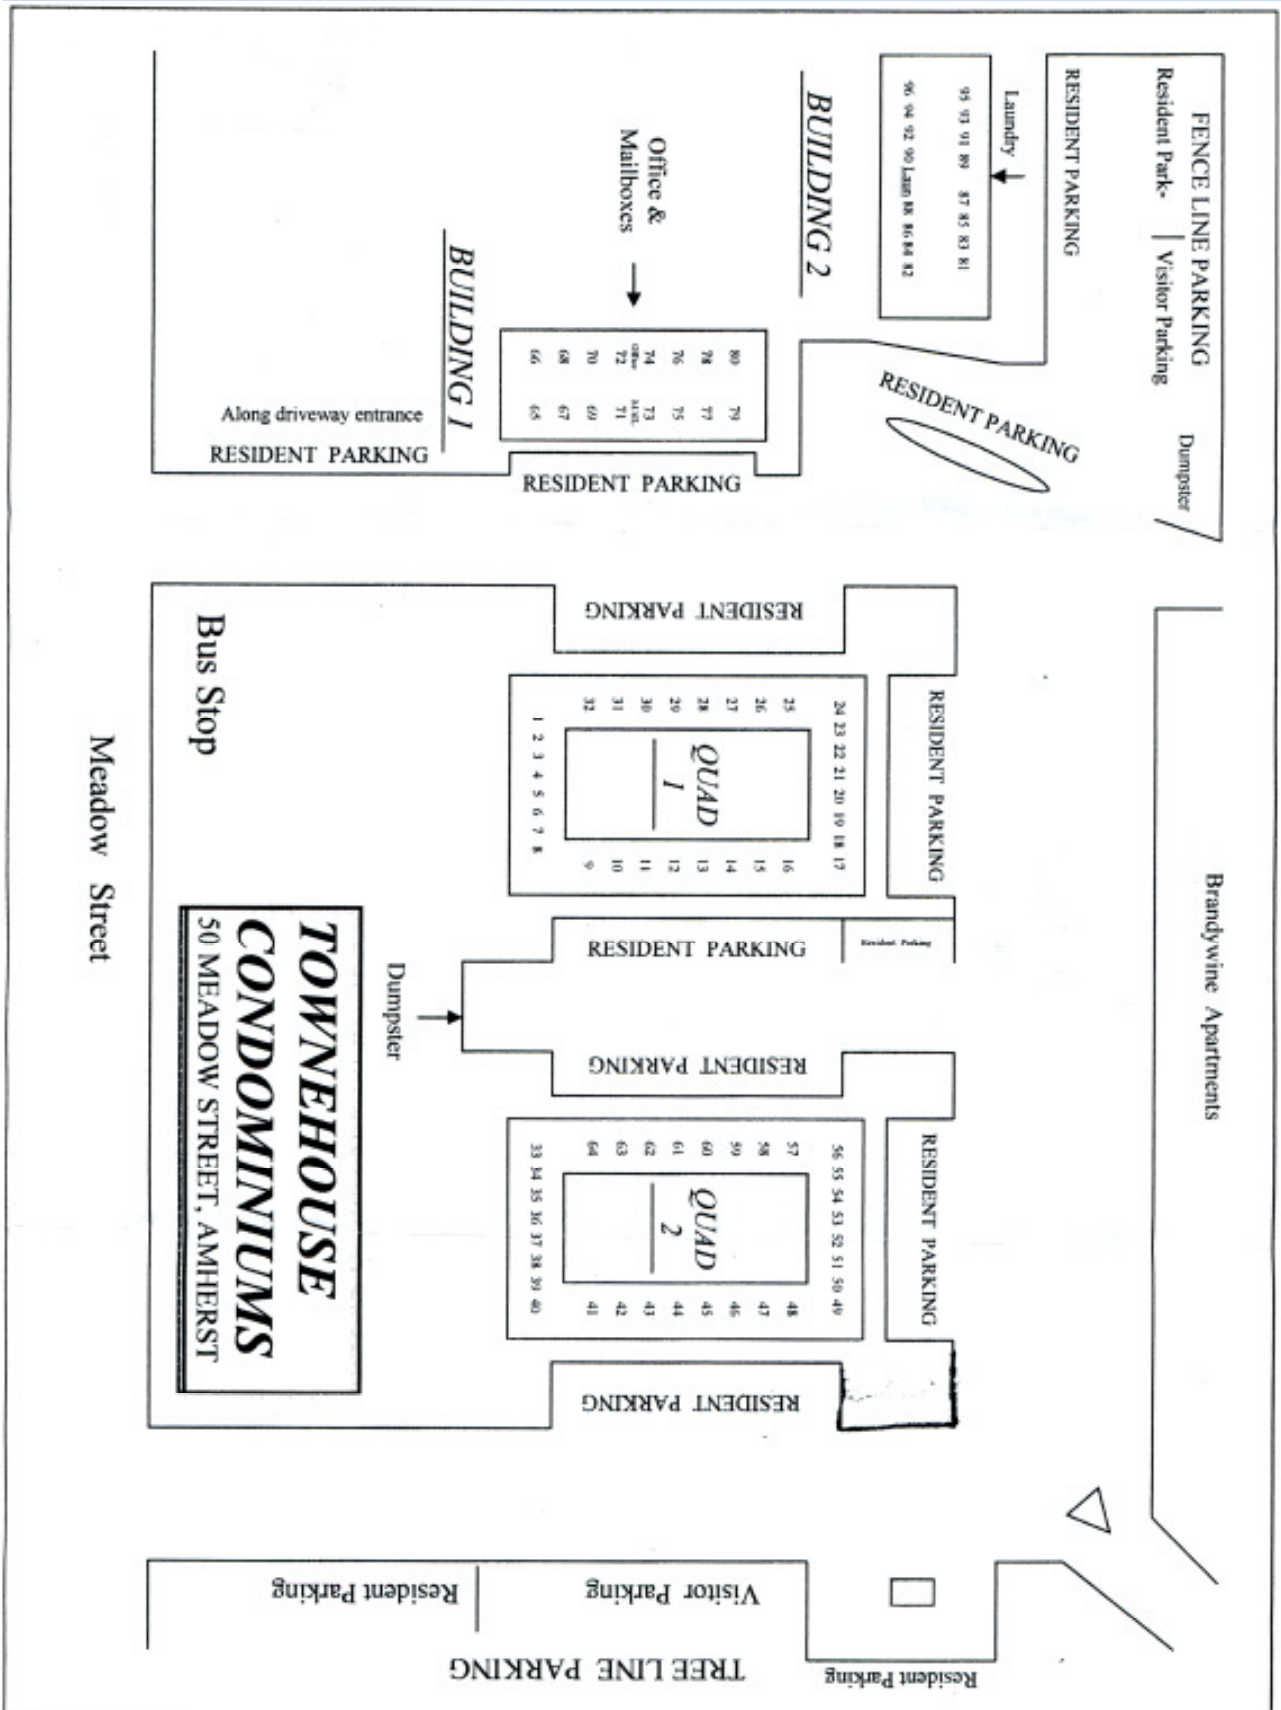 FENCE LINE PARKING
Resident Park- | Visitor Parking
Dumpster
RESIDENT PARKING
Laundry
95 93 91 89 87 85 83 81
96 94 92 90 Laun 88 86 84 82
BUILDING 2
RESIDENT PARKING
Office &
Mailboxes
80 79
78 77
76 75
74 73
Office
72 71
70 69
68 67
66 65
BUILDING 1
RESIDENT PARKING
Along driveway entrance
RESIDENT PARKING
Brandywine Apartments
RESIDENT PARKING
RESIDENT PARKING
24 23 22 21 20 19 18 17
25 16
26 15
27 14
28 13
29 12
30 11
31 10
32 9
QUAD
1
1 2 3 4 5 6 7 8
Resident Parking
RESIDENT PARKING
RESIDENT PARKING
Dumpster
RESIDENT PARKING
56 55 54 53 52 51 50 49
57 48
58 47
59 46
60 45
61 44
62 43
63 42
64 41
QUAD
2
33 34 35 36 37 38 39 40
RESIDENT PARKING
Resident Parking
Visitor Parking
TREE LINE PARKING
Resident Parking
Bus Stop
TOWNEHOUSE
CONDOMINIUMS
50 MEADOW STREET, AMHERST
Meadow Street